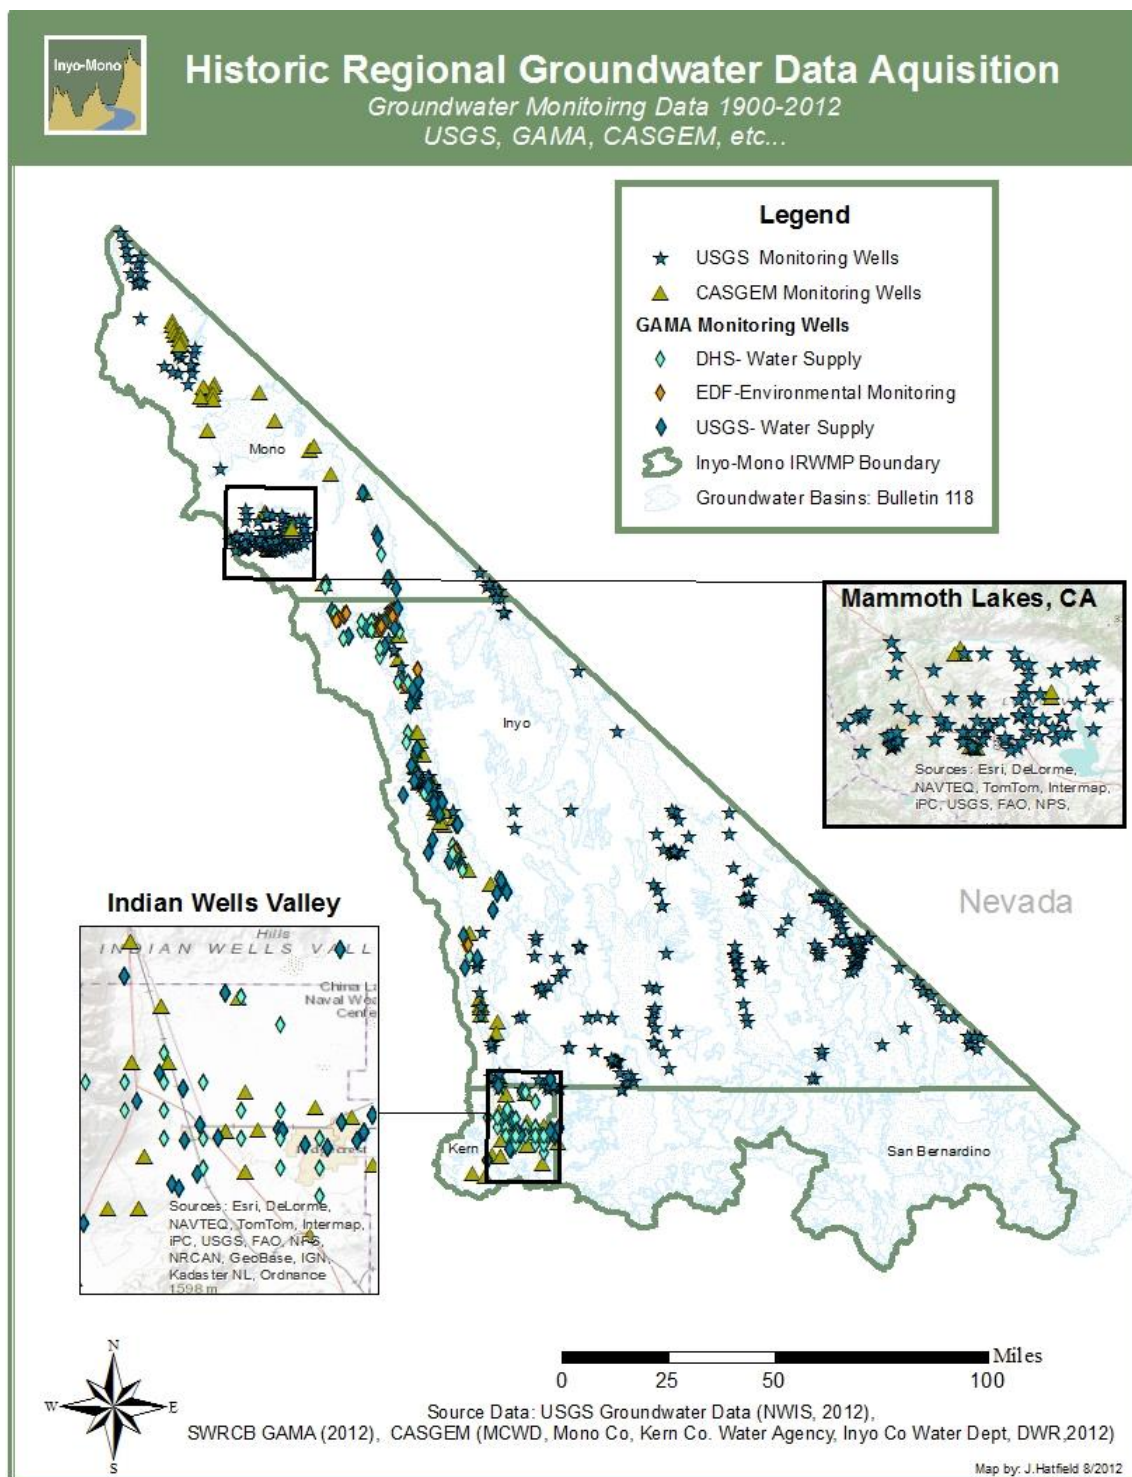 Inyo-Mono
Historic Regional Groundwater Data Aquisition
Groundwater Monitoirng Data 1900-2012
USGS, GAMA, CASGEM, etc...
Legend
USGS Monitoring Wells
CASGEM Monitoring Wells
GAMA Monitoring Wells
DHS- Water Supply
EDF-Environmental Monitoring
USGS- Water Supply
Inyo-Mono IRWMP Boundary
Groundwater Basins: Bulletin 118
Mono
Mammoth Lakes, CA
Sources: Esri, DeLorme,
NAVTEQ, TomTom, Intermap,
iPC, USGS, FAO, NPS,
Inyo
Nevada
Indian Wells Valley
Hills
INDIAN WELLS VALL
China La
Naval Wea
Cente
Sources: Esri, DeLorme,
NAVTEQ, TomTom, Intermap,
iPC, USGS, FAO, NPS,
NRCAN, GeoBase, IGN,
Kadaster NL, Ordnance
1598 m
Kern
San Bernardino
N
W
E
S
Miles
0 25 50 100
Source Data: USGS Groundwater Data (NWIS, 2012),
SWRCB GAMA (2012), CASGEM (MCWD, Mono Co, Kern Co. Water Agency, Inyo Co Water Dept, DWR,2012)
Map by: J.Hatfield 8/2012